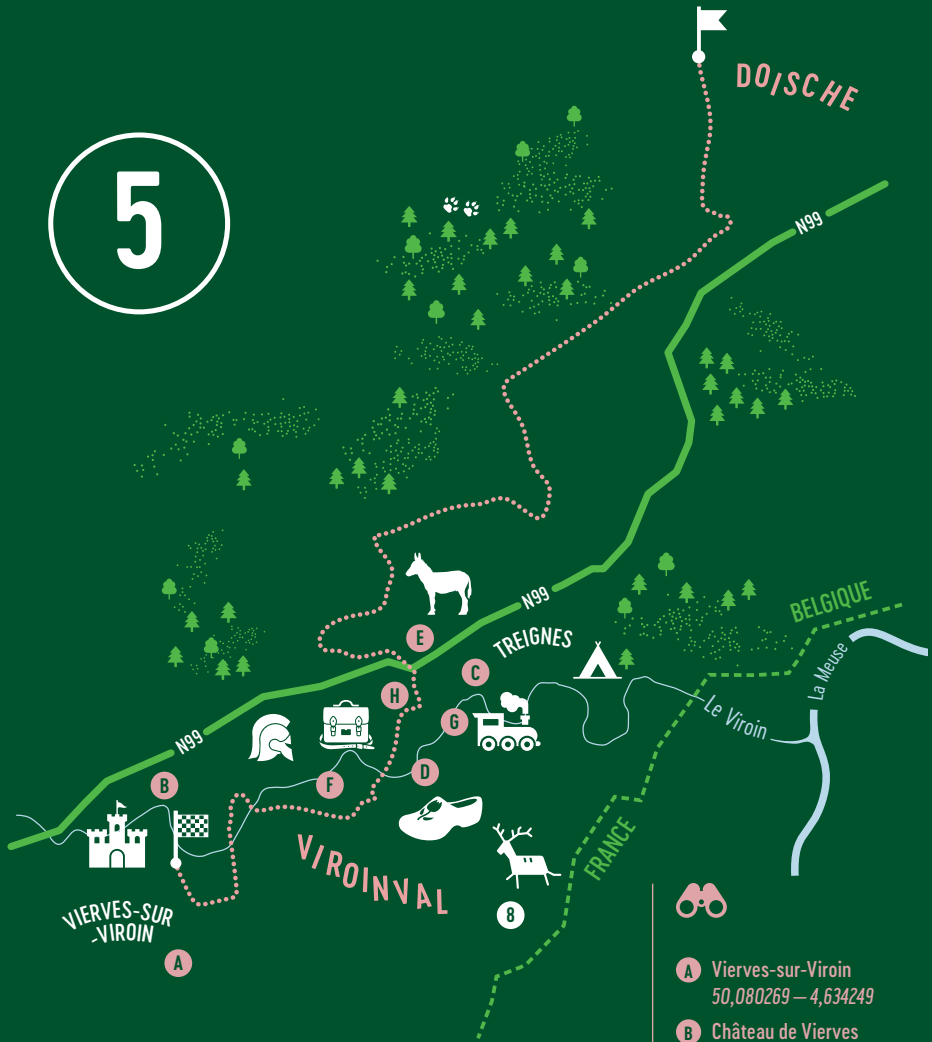 DOISCHE
5
N99
N99
BELGIQUE
E
TREIGNES
La Meuse
C
H
Le Viroin
G
N99
D
B
F
FRANCE
VIROINVAL
VIERVES-SUR
-VIROIN
8
A
A Vierves-sur-Viroin
50,080269 – 4,634249
B Château de Vierves